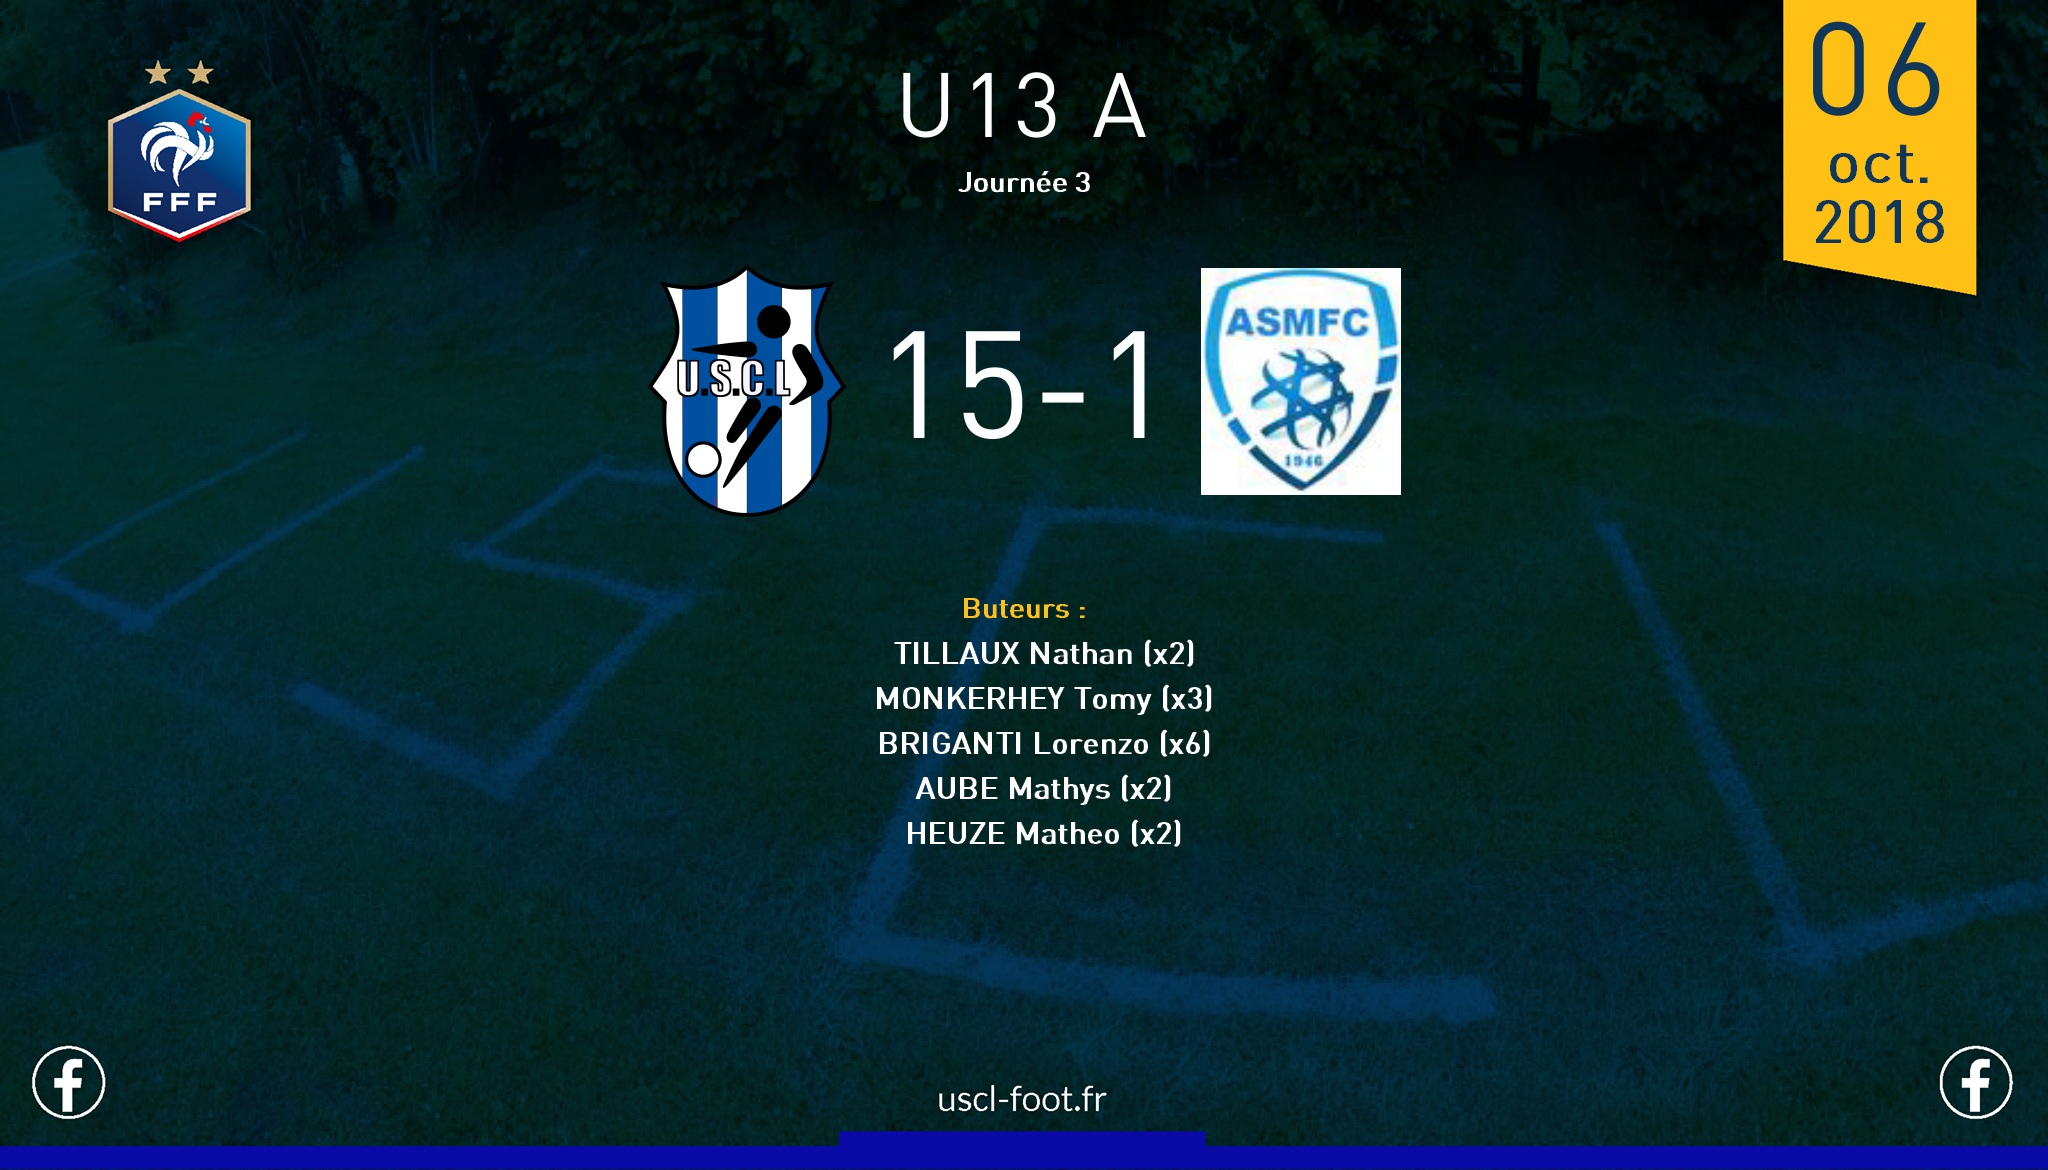 FFF
U13 A
Journée 3
06
oct.
2018
U.S.C.L
15-1
ASMFC
1946
Buteurs :
TILLAUX Nathan (x2)
MONKERHEY Tomy (x3)
BRIGANTI Lorenzo (x6)
AUBE Mathys (x2)
HEUZE Matheo (x2)
USCL
uscl-foot.fr